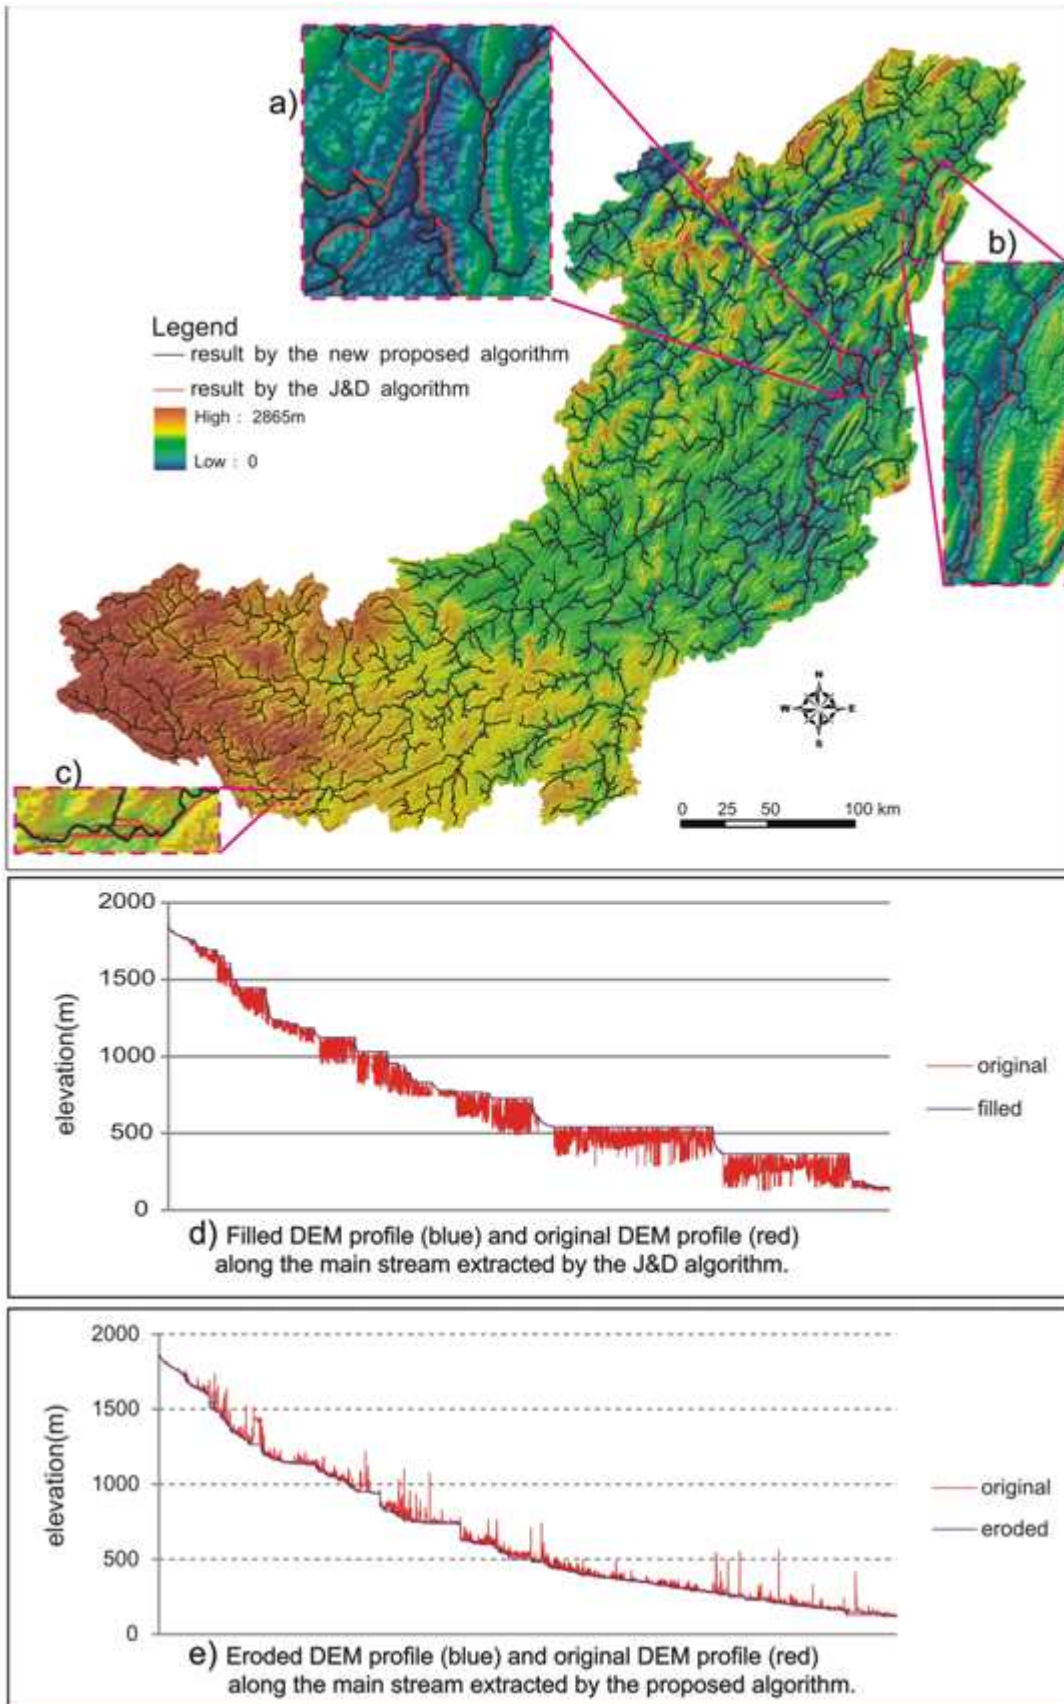 a)
b)
Legend
result by the new proposed algorithm
result by the J&D algorithm
High : 2865m
Low : 0
N
W E
S
c)
0 25 50 100 km
2000
1500
1000
500
0
elevation(m)
original
filled
d) Filled DEM profile (blue) and original DEM profile (red)
along the main stream extracted by the J&D algorithm.
2000
1500
1000
500
0
elevation(m)
original
eroded
e) Eroded DEM profile (blue) and original DEM profile (red)
along the main stream extracted by the proposed algorithm.